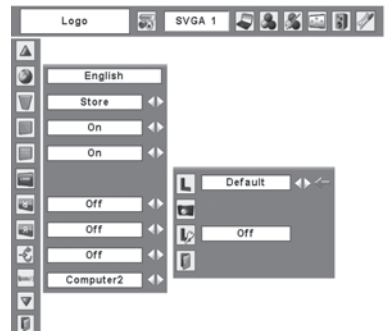 Logo
SVGA 1
English
Store
On
On
Off
Off
Off
Computer2
L
Default
Off